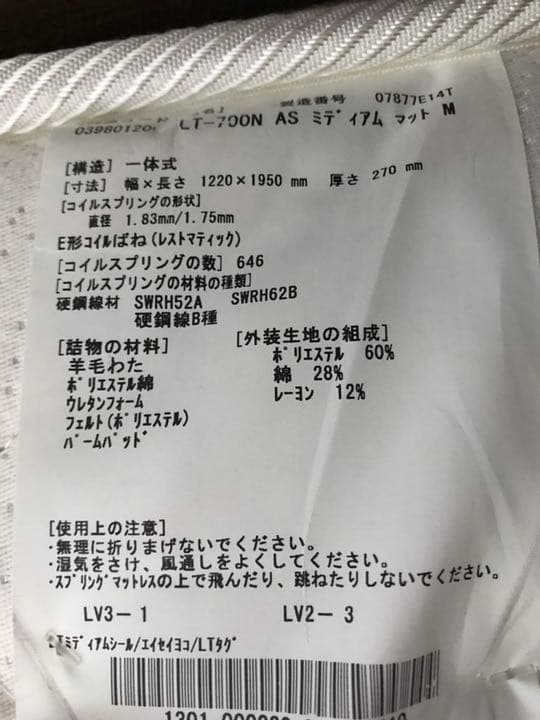 名] 製造番号 07877E14T
03980120 LT-700N AS ﾐﾃﾞｨｱﾑ ﾏｯﾄ M
[構造] 一体式
[寸法] 幅×長さ 1220×1950 mm 厚さ 270 mm
[コイルスプリングの形状]
直径 1.83mm/1.75mm
E形ｺｲﾙばね(ﾚｽﾄﾏﾃｨｯｸ)
[コイルスプリングの数] 646
[コイルスプリングの材料の種類]
硬鋼線材 SWRH52A SWRH62B
硬鋼線B種
[詰物の材料] [外装生地の組成]
羊毛わた ﾎﾟﾘｴｽﾃﾙ 60%
ﾎﾟﾘｴｽﾃﾙ綿 綿 28%
ｳﾚﾀﾝﾌｫｰﾑ ﾚｰﾖﾝ 12%
ﾌｪﾙﾄ(ﾎﾟﾘｴｽﾃﾙ)
ﾊﾟｰﾑﾊﾟｯﾄﾞ
[使用上の注意]
・無理に折りまげないでください。
・湿気をさけ、風通しをよくしてください。
・ｽﾌﾟﾘﾝｸﾞﾏｯﾄﾚｽの上で飛んだり、跳ねたりしないでください。
LV3-1 LV2-3
LTﾐﾃﾞｨｱﾑｼｰﾙ/ｴｲｾｲﾖｺ/LTﾀｸﾞ